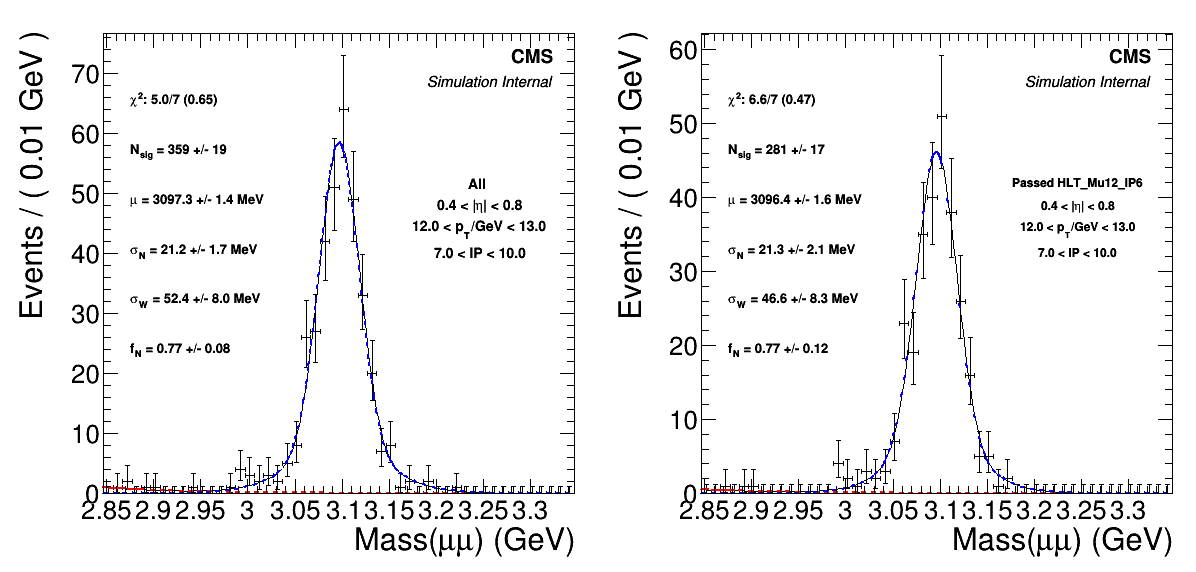 CMS
Simulation Internal
χ²: 5.0/7 (0.65)
N_sig = 359 +/- 19
μ = 3097.3 +/- 1.4 MeV
σ_N = 21.2 +/- 1.7 MeV
σ_W = 52.4 +/- 8.0 MeV
f_N = 0.77 +/- 0.08
All
0.4 < |η| < 0.8
12.0 < p_T/GeV < 13.0
7.0 < IP < 10.0
Events / ( 0.01 GeV )
70
60
50
40
30
20
10
0
2.85 2.9 2.95 3 3.05 3.1 3.15 3.2 3.25 3.3
Mass(μμ) (GeV)
CMS
Simulation Internal
χ²: 6.6/7 (0.47)
N_sig = 281 +/- 17
μ = 3096.4 +/- 1.6 MeV
σ_N = 21.3 +/- 2.1 MeV
σ_W = 46.6 +/- 8.3 MeV
f_N = 0.77 +/- 0.12
Passed HLT_Mu12_IP6
0.4 < |η| < 0.8
12.0 < p_T/GeV < 13.0
7.0 < IP < 10.0
Events / ( 0.01 GeV )
60
50
40
30
20
10
0
2.85 2.9 2.95 3 3.05 3.1 3.15 3.2 3.25 3.3
Mass(μμ) (GeV)